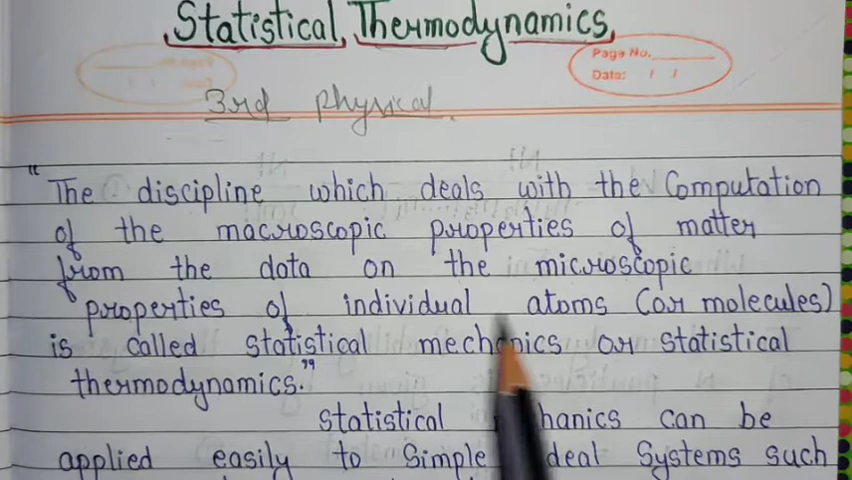 Statistical Thermodynamics
Page No.
Date: / /
3rd Physical
"The discipline which deals with the Computation
of the macroscopic properties of matter
from the data on the microscopic
properties of individual atoms (or molecules)
is called statistical mechanics or statistical
thermodynamics."
Statistical hanics can be
applied easily to Simple deal Systems such